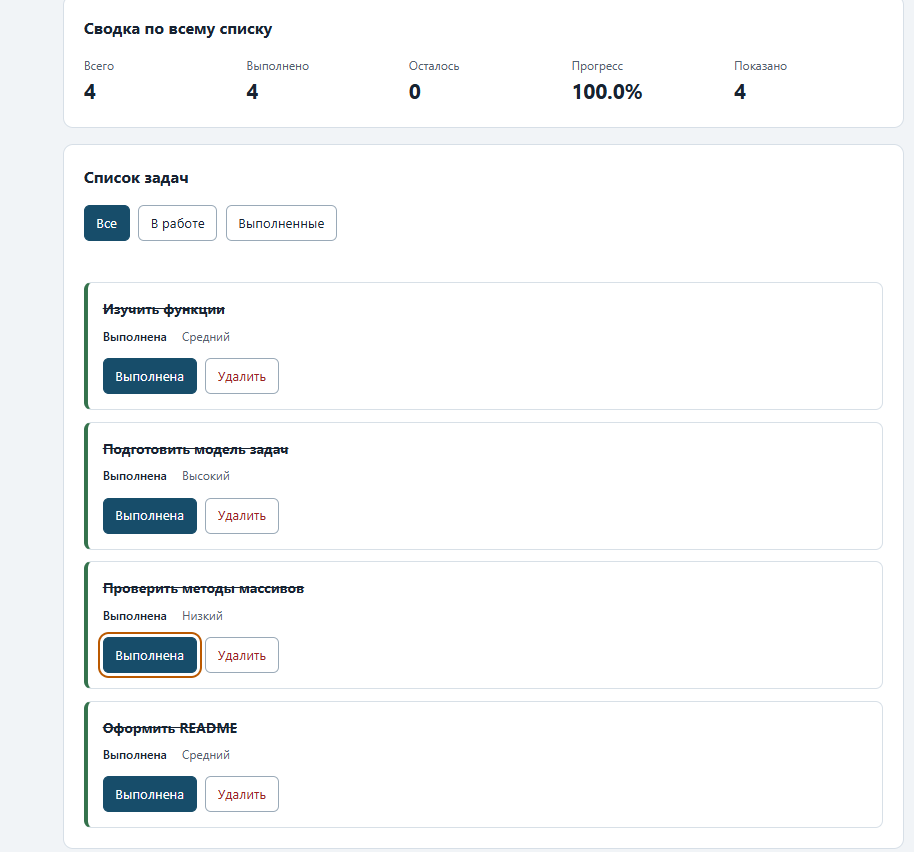 Сводка по всему списку
Всего Выполнено Осталось Прогресс Показано
4 4 0 100.0% 4
Список задач
Все В работе Выполненные
Изучить функции
Выполнена Средний
Выполнена Удалить
Подготовить модель задач
Выполнена Высокий
Выполнена Удалить
Проверить методы массивов
Выполнена Низкий
Выполнена Удалить
Оформить README
Выполнена Средний
Выполнена Удалить